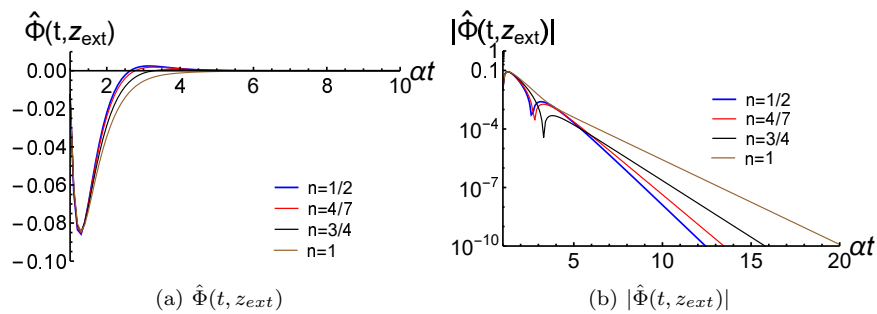 Φ̂(t,z_ext)
0.00
−0.02
−0.04
−0.06
−0.08
−0.10
2 4 6 8 10
αt
n=1/2
n=4/7
n=3/4
n=1
(a) Φ̂(t, z_ext)
|Φ̂(t,z_ext)|
0.1
10^−4
10^−7
10^−10
5 10 15 20
αt
n=1/2
n=4/7
n=3/4
n=1
(b) |Φ̂(t, z_ext)|